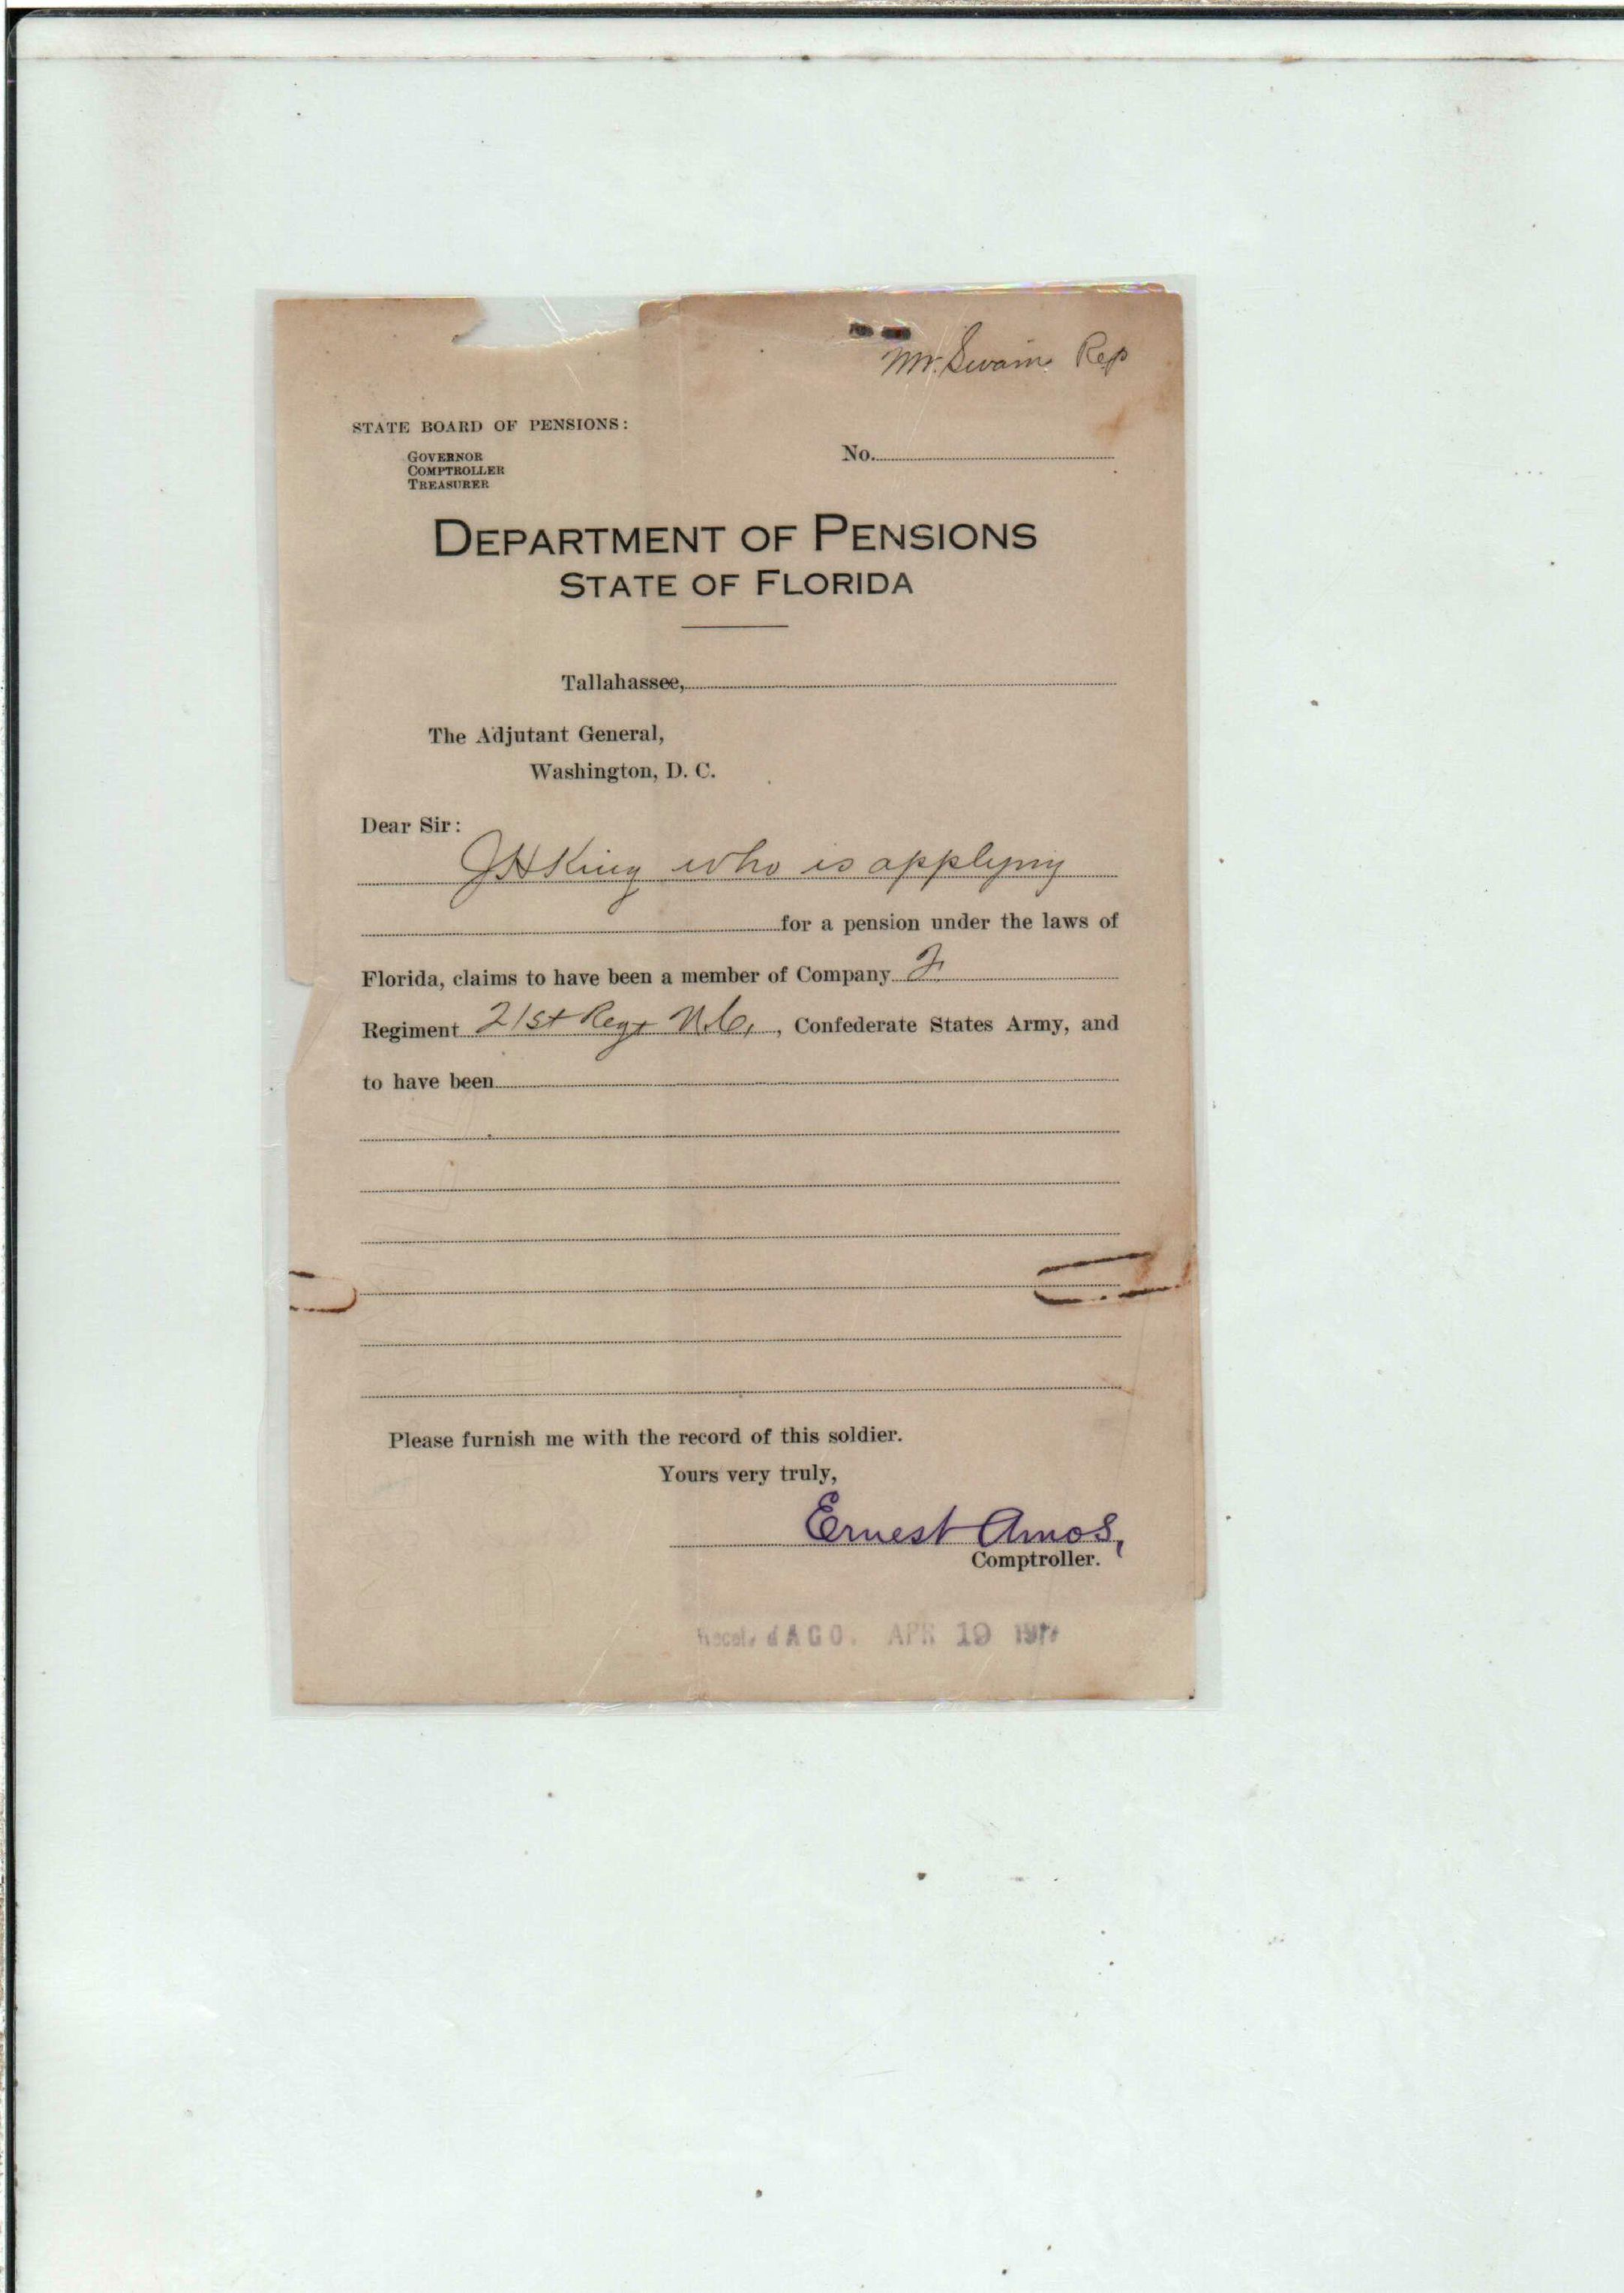 Mr. Swain Rep
STATE BOARD OF PENSIONS:
GOVERNOR
COMPTROLLER
TREASURER
No.
DEPARTMENT OF PENSIONS
STATE OF FLORIDA
Tallahassee,
The Adjutant General,
Washington, D. C.
Dear Sir:
J H King who is applying
for a pension under the laws of
Florida, claims to have been a member of Company
Regiment 21st Regt N.C., Confederate States Army, and
to have been
Please furnish me with the record of this soldier.
Yours very truly,
Ernest Amos,
Comptroller.
A G O. APR 19